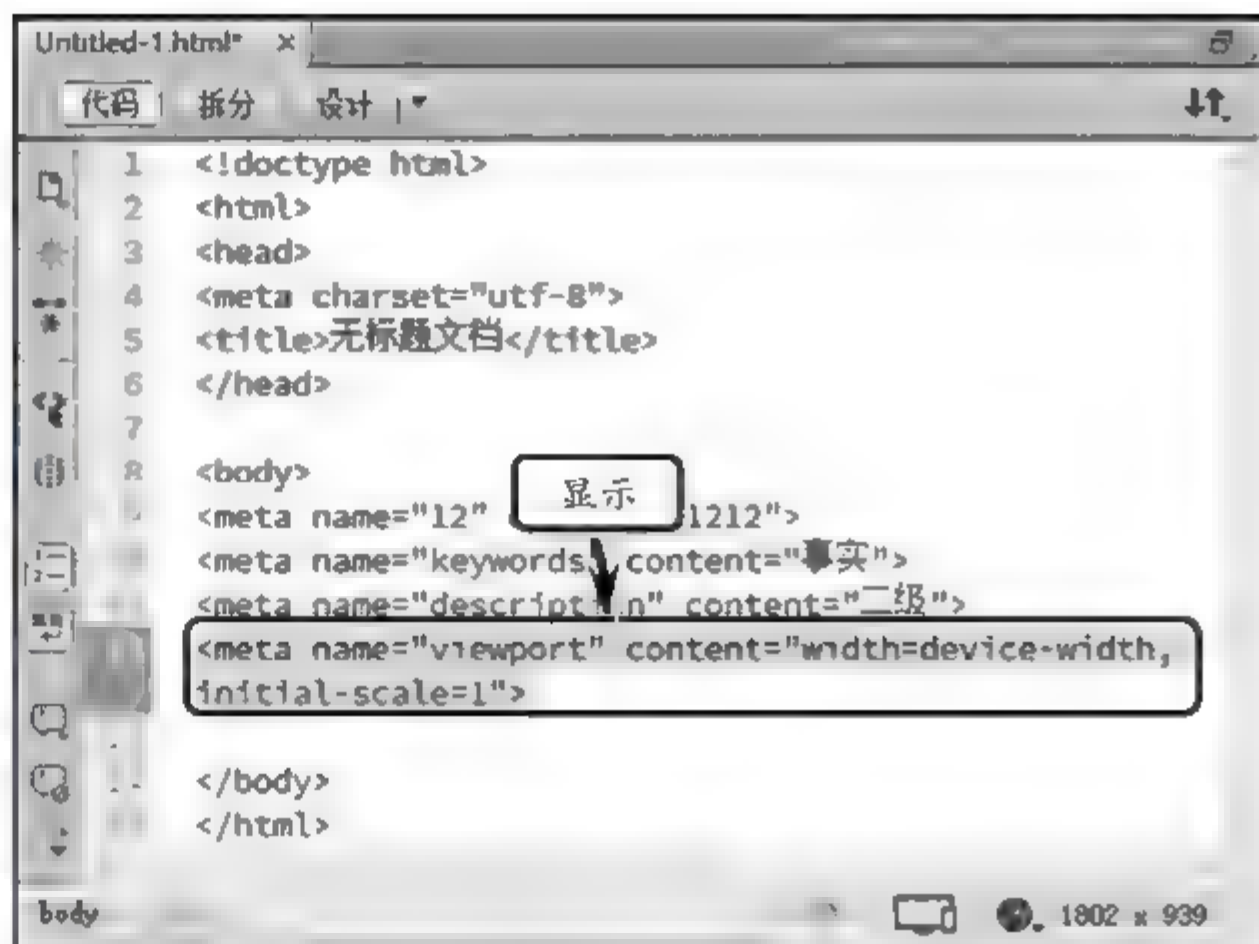 Untitled-1.html* ×
代码 拆分 设计
1 <!doctype html>
2 <html>
3 <head>
4 <meta charset="utf-8">
5 <title>无标题文档</title>
6 </head>
7
8 <body>
显示
<meta name="12" 1212">
<meta name="keywords content="事实">
<meta name="description" content="二级">
<meta name="viewport" content="width=device-width,
initial-scale=1">
</body>
</html>
body 1802 x 939